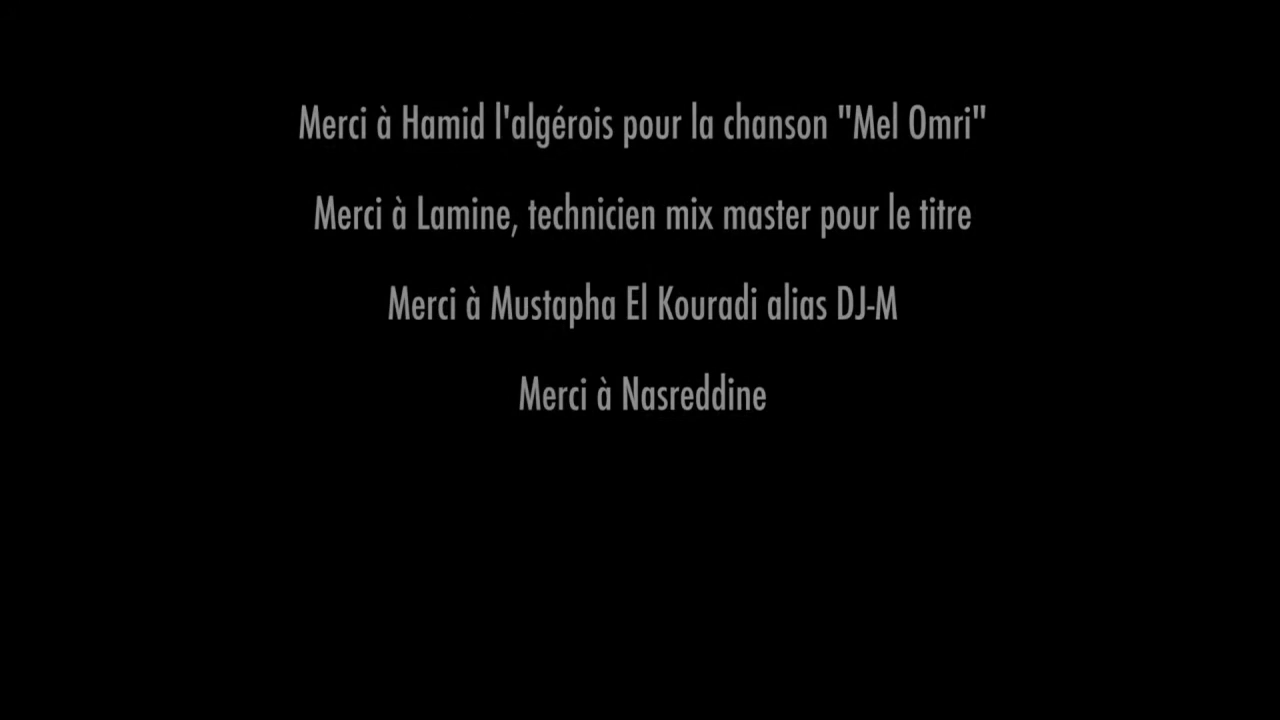 Merci à Hamid l'algérois pour la chanson "Mel Omri"
Merci à Lamine, technicien mix master pour le titre
Merci à Mustapha El Kouradi alias DJ-M
Merci à Nasreddine